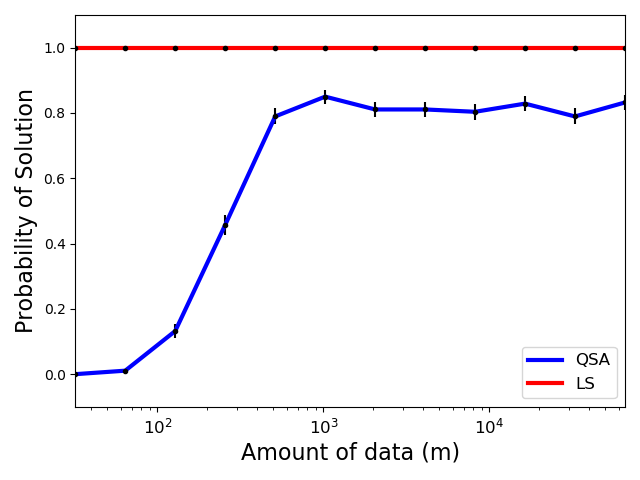 Probability of Solution
1.0
0.8
0.6
0.4
0.2
0.0
QSA
LS
10²
10³
10⁴
Amount of data (m)